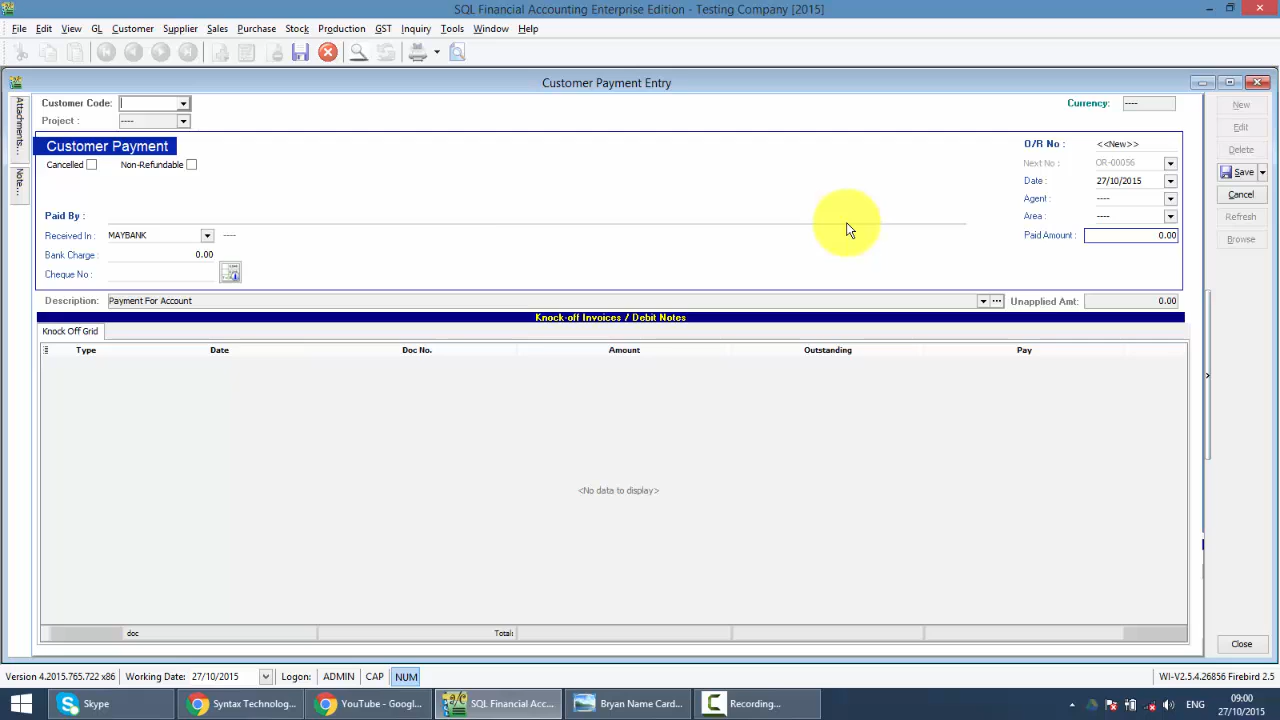 SQL Financial Accounting Enterprise Edition - Testing Company [2015]
File Edit View GL Customer Supplier Sales Purchase Stock Production GST Inquiry Tools Window Help
Customer Payment Entry
Attachments...
Note...
Customer Code:
Currency: ----
New
Project : ----
Edit
Customer Payment
O/R No : <<New>>
Delete
Cancelled Non-Refundable
Next No : OR-00056
Save
Date : 27/10/2015
Cancel
Agent : ----
Paid By :
Area : ----
Refresh
Received In : MAYBANK ----
Paid Amount : 0.00
Browse
Bank Charge : 0.00
Cheque No :
Description: Payment For Account
Unapplied Amt: 0.00
Knock-off Invoices / Debit Notes
Knock Off Grid
Type Date Doc No. Amount Outstanding Pay
<No data to display>
doc Total:
Close
Version 4.2015.765.722 x86 Working Date: 27/10/2015 Logon: ADMIN CAP NUM WI-V2.5.4.26856 Firebird 2.5
Skype Syntax Technolog... YouTube - Googl... SQL Financial Acc... Bryan Name Card... Recording... ENG 09:00
27/10/2015